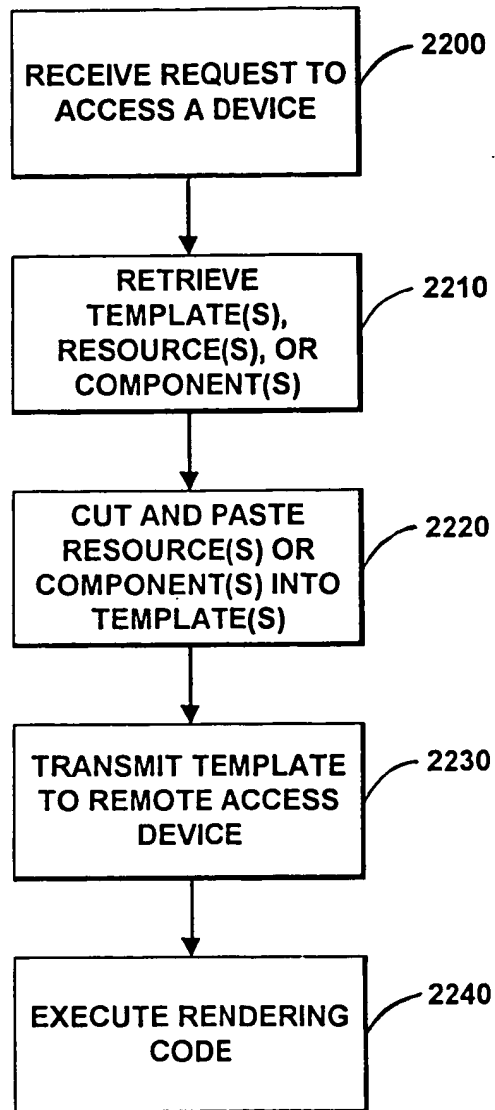 RECEIVE REQUEST TO
ACCESS A DEVICE
2200
RETRIEVE
TEMPLATE(S),
RESOURCE(S), OR
COMPONENT(S)
2210
CUT AND PASTE
RESOURCE(S) OR
COMPONENT(S) INTO
TEMPLATE(S)
2220
TRANSMIT TEMPLATE
TO REMOTE ACCESS
DEVICE
2230
EXECUTE RENDERING
CODE
2240